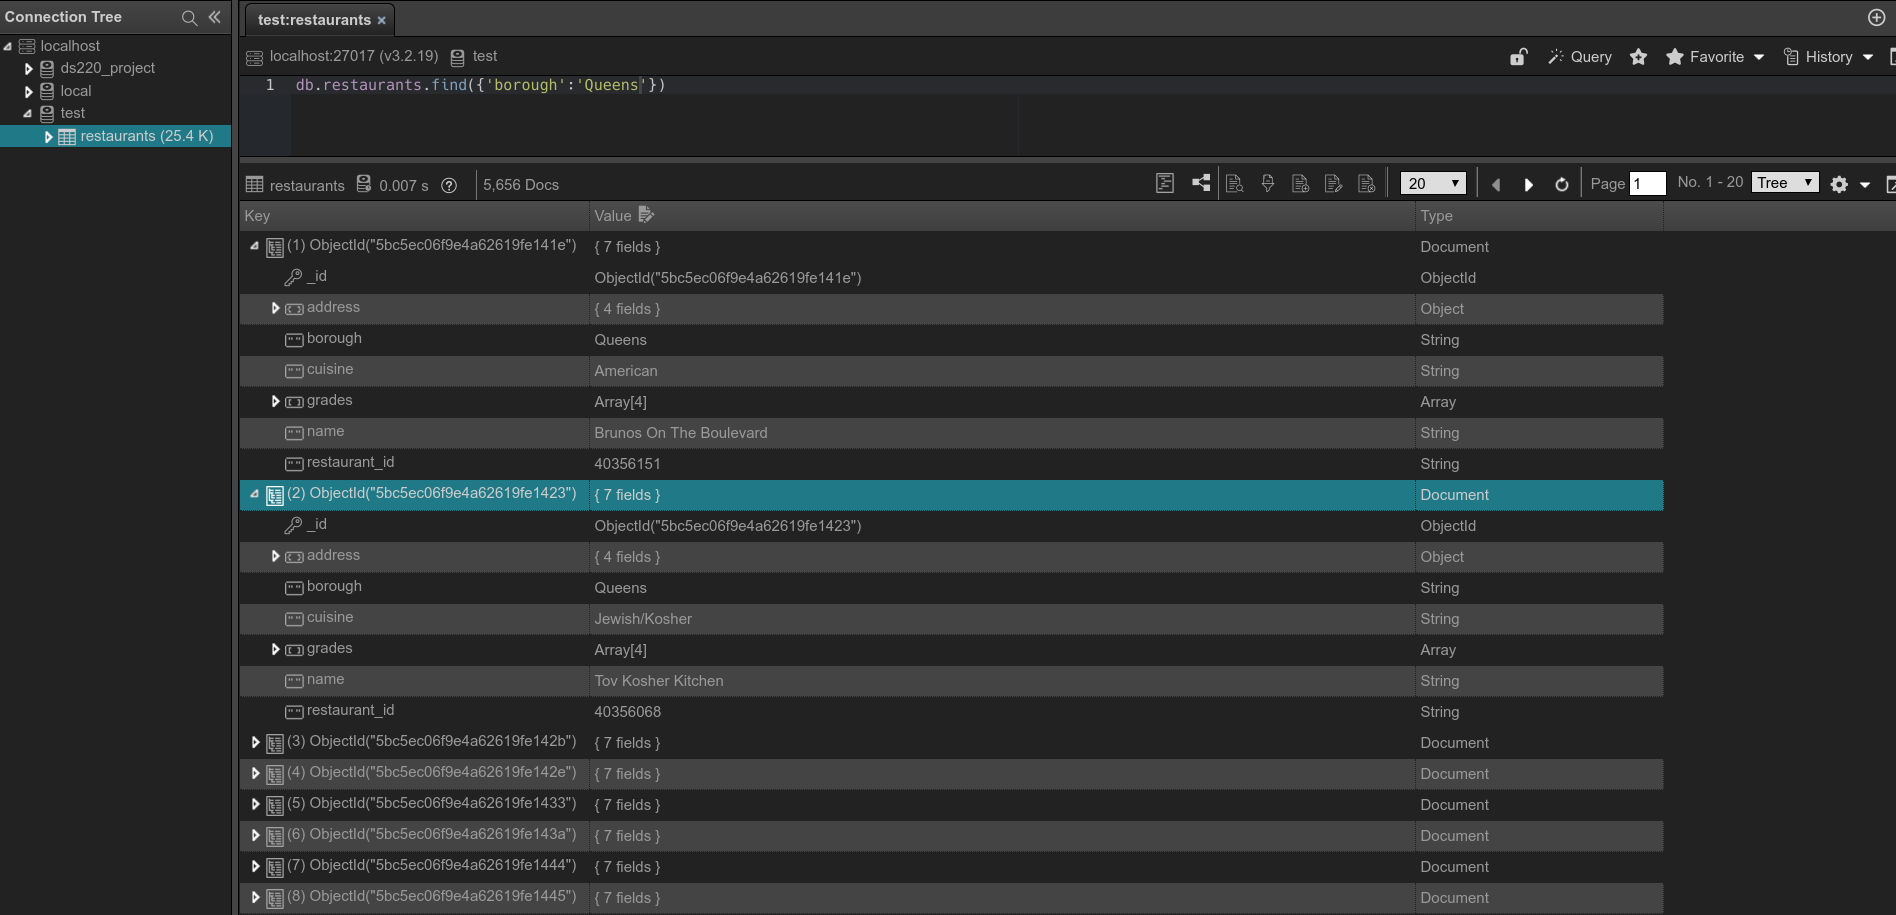 Connection Tree
localhost
ds220_project
local
test
restaurants (25.4 K)
test:restaurants ×
localhost:27017 (v3.2.19) test
Query Favorite History
1 db.restaurants.find({'borough':'Queens'})
restaurants 0.007 s 5,656 Docs 20 Page 1 No. 1 - 20 Tree
Key Value Type
(1) ObjectId("5bc5ec06f9e4a62619fe141e") { 7 fields } Document
_id ObjectId("5bc5ec06f9e4a62619fe141e") ObjectId
address { 4 fields } Object
borough Queens String
cuisine American String
grades Array[4] Array
name Brunos On The Boulevard String
restaurant_id 40356151 String
(2) ObjectId("5bc5ec06f9e4a62619fe1423") { 7 fields } Document
_id ObjectId("5bc5ec06f9e4a62619fe1423") ObjectId
address { 4 fields } Object
borough Queens String
cuisine Jewish/Kosher String
grades Array[4] Array
name Tov Kosher Kitchen String
restaurant_id 40356068 String
(3) ObjectId("5bc5ec06f9e4a62619fe142b") { 7 fields } Document
(4) ObjectId("5bc5ec06f9e4a62619fe142e") { 7 fields } Document
(5) ObjectId("5bc5ec06f9e4a62619fe1433") { 7 fields } Document
(6) ObjectId("5bc5ec06f9e4a62619fe143a") { 7 fields } Document
(7) ObjectId("5bc5ec06f9e4a62619fe1444") { 7 fields } Document
(8) ObjectId("5bc5ec06f9e4a62619fe1445") { 7 fields } Document